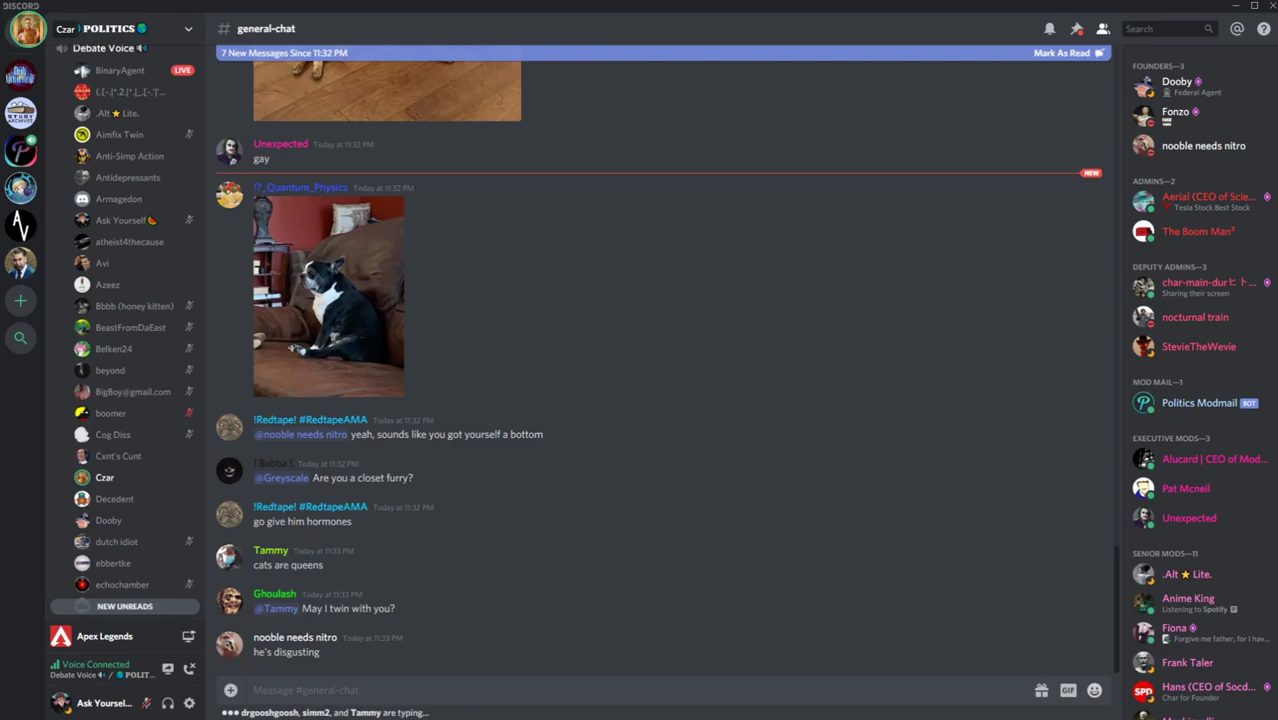 DISCORD
Czar POLITICS
Debate Voice
BinaryAgent LIVE
.Alt ⭐ Lite.
Aimfix Twin
Anti-Simp Action
Antidepressants
Armagedon
Ask Yourself🍉
atheist4thecause
Avi
Azeez
Bbbb (honey kitten)
BeastFromDaEast
Belken24
beyond
BigBoy@gmail.com
boomer
Cog Diss
Cxnt's Cunt
Czar
Decedent
Dooby
dutch idiot
ebbertke
echochamber
NEW UNREADS
Apex Legends
Voice Connected
Debate Voice 🔊 / 🌎 POLIT...
Ask Yoursel...
# general-chat
Search
7 New Messages Since 11:32 PM
Mark As Read
Unexpected Today at 11:32 PM
gay
NEW
!?_Quantum_Physics Today at 11:32 PM
!Redtape! #RedtapeAMA Today at 11:32 PM
@nooble needs nitro yeah, sounds like you got yourself a bottom
! Bubba ! Today at 11:32 PM
@Greyscale Are you a closet furry?
!Redtape! #RedtapeAMA Today at 11:32 PM
go give him hormones
Tammy Today at 11:33 PM
cats are queens
Ghoulash Today at 11:33 PM
@Tammy May I twin with you?
nooble needs nitro Today at 11:33 PM
he's disgusting
Message #general-chat
GIF
drgooshgoosh, simm2, and Tammy are typing...
FOUNDERS—3
Dooby
Federal Agent
Fonzo
nooble needs nitro
ADMINS—2
Aerial (CEO of Scie...
Tesla Stock Best Stock
The Boom Man³
DEPUTY ADMINS—3
char-main-durヒト...
Sharing their screen
nocturnal train
StevieTheWevie
MOD MAIL—1
Politics Modmail BOT
EXECUTIVE MODS—3
Alucard | CEO of Mod...
Pat Mcneil
Unexpected
SENIOR MODS—11
.Alt ⭐ Lite.
Anime King
Listening to Spotify
Fiona
Forgive me father, for I hav...
Frank Taler
Hans (CEO of Socd...
Char for Founder